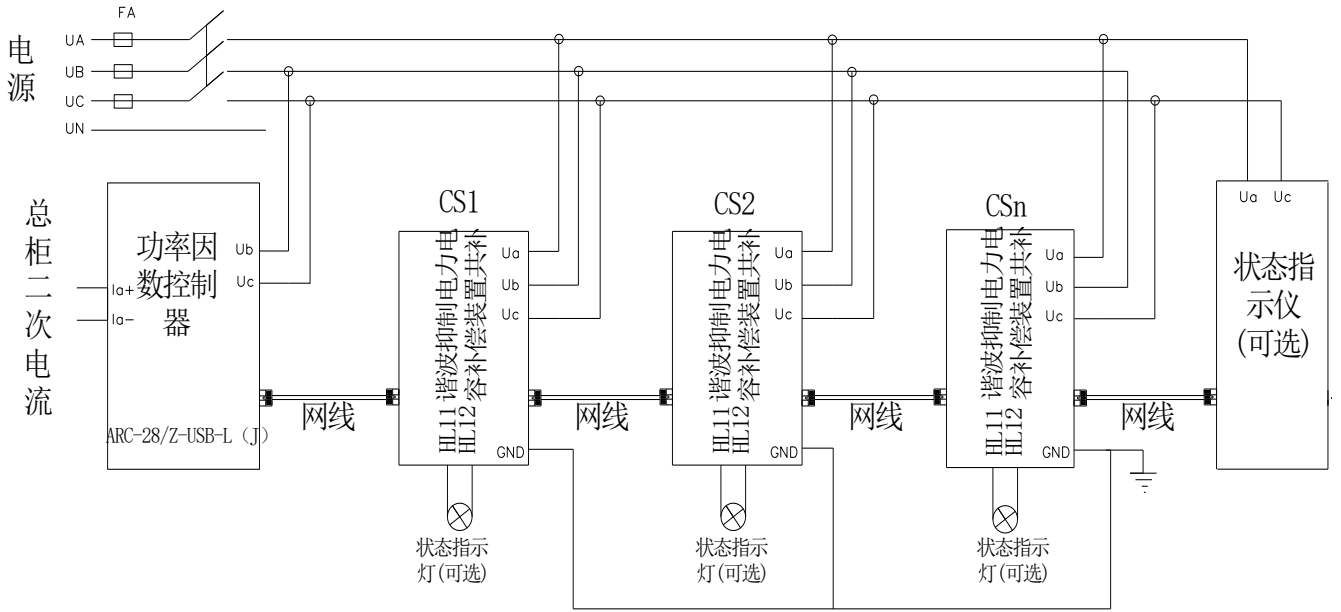 FA
UA
UB
UC
UN
电
源
总
柜
二
次
电
流
功率因
数控制
器
Ub
Uc
Ia+
Ia-
ARC-28/Z-USB-L（J）
网线
CS1
谐波抑制电力电
容补偿装置共补
HL11
HL12
Ua
Ub
Uc
GND
状态指示
灯(可选)
网线
CS2
谐波抑制电力电
容补偿装置共补
HL11
HL12
Ua
Ub
Uc
GND
状态指示
灯(可选)
网线
CSn
谐波抑制电力电
容补偿装置共补
HL11
HL12
Ua
Ub
Uc
GND
状态指示
灯(可选)
网线
Ua Uc
状态指
示仪
(可选)